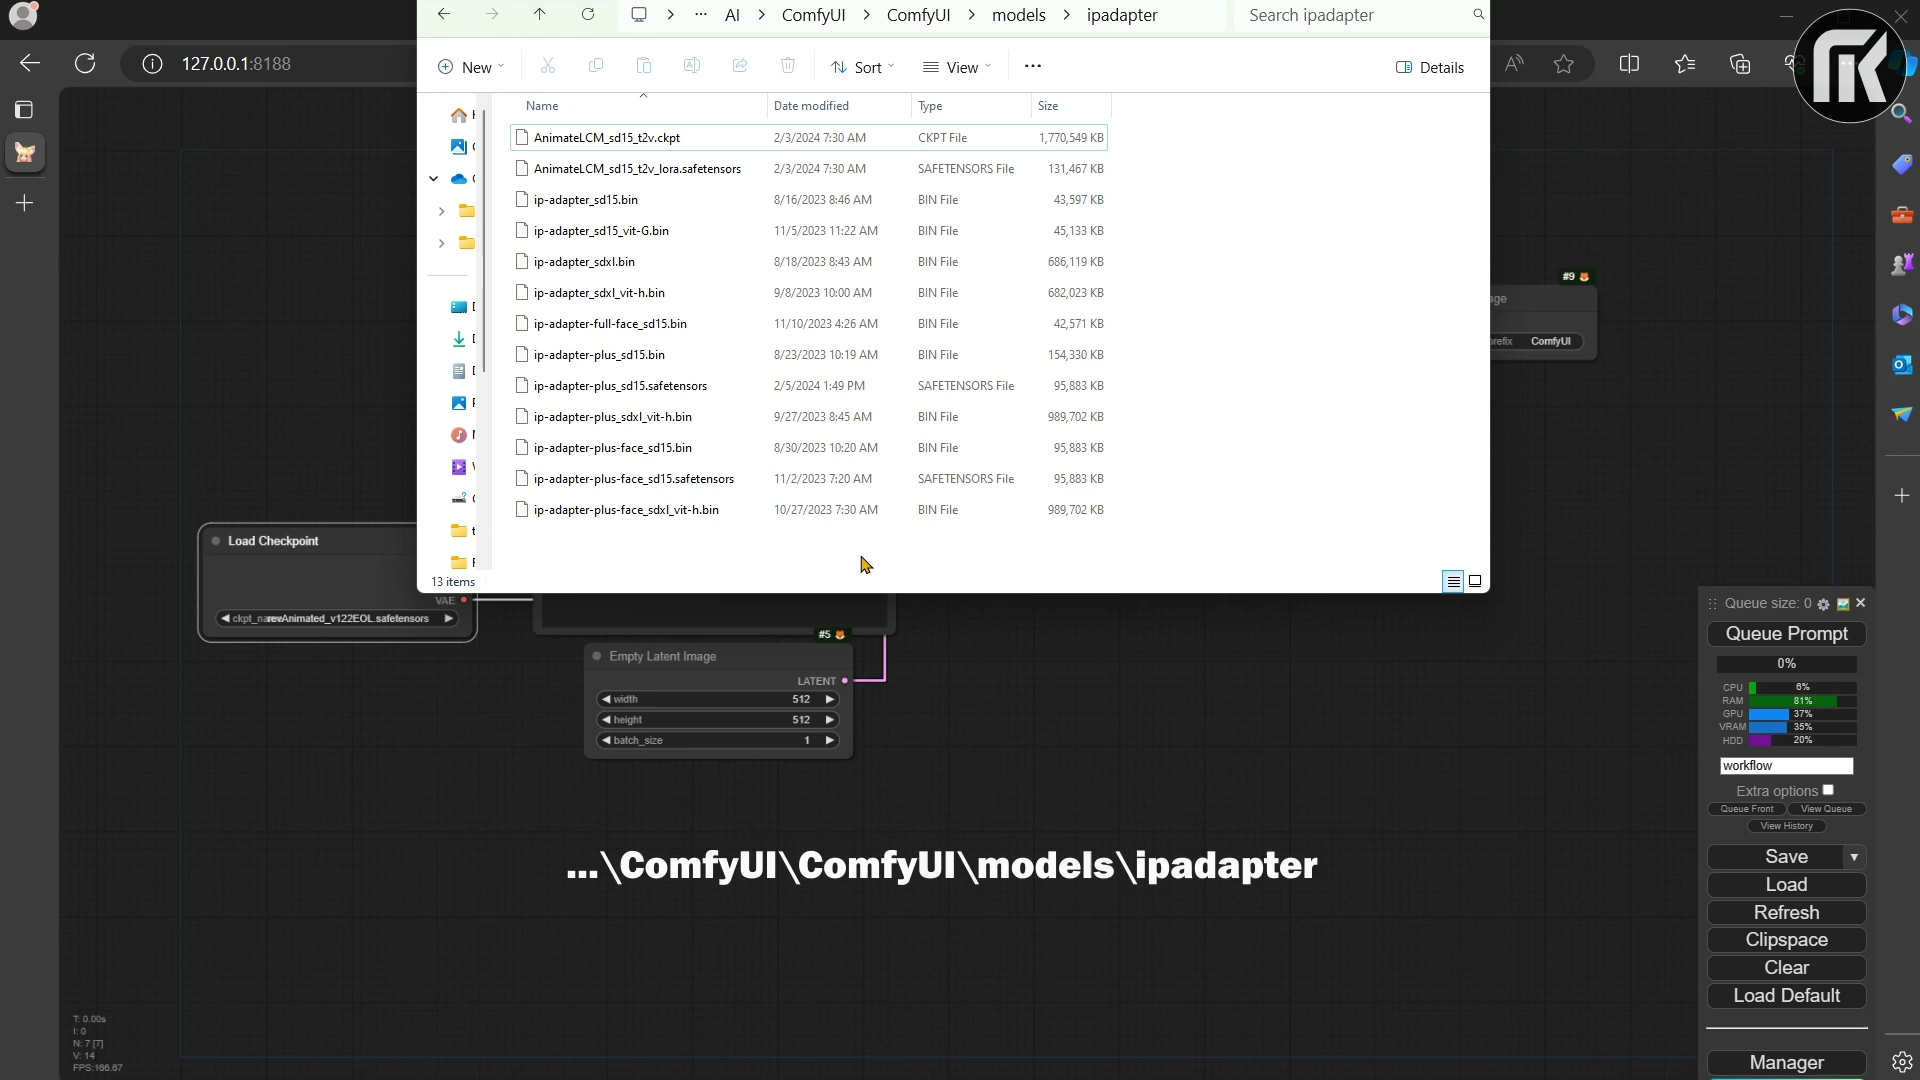 AI > ComfyUI > ComfyUI > models > ipadapter
Search ipadapter
127.0.0.1:8188
New
Sort
View
Details
Name
Date modified
Type
Size
AnimateLCM_sd15_t2v.ckpt 2/3/2024 7:30 AM CKPT File 1,770,549 KB
AnimateLCM_sd15_t2v_lora.safetensors 2/3/2024 7:30 AM SAFETENSORS File 131,467 KB
ip-adapter_sd15.bin 8/16/2023 8:46 AM BIN File 43,597 KB
ip-adapter_sd15_vit-G.bin 11/5/2023 11:22 AM BIN File 45,133 KB
ip-adapter_sdxl.bin 8/18/2023 8:43 AM BIN File 686,119 KB
ip-adapter_sdxl_vit-h.bin 9/8/2023 10:00 AM BIN File 682,023 KB
ip-adapter-full-face_sd15.bin 11/10/2023 4:26 AM BIN File 42,571 KB
ip-adapter-plus_sd15.bin 8/23/2023 10:19 AM BIN File 154,330 KB
ip-adapter-plus_sd15.safetensors 2/5/2024 1:49 PM SAFETENSORS File 95,883 KB
ip-adapter-plus_sdxl_vit-h.bin 9/27/2023 8:45 AM BIN File 989,702 KB
ip-adapter-plus-face_sd15.bin 8/30/2023 10:20 AM BIN File 95,883 KB
ip-adapter-plus-face_sd15.safetensors 11/2/2023 7:20 AM SAFETENSORS File 95,883 KB
ip-adapter-plus-face_sdxl_vit-h.bin 10/27/2023 7:30 AM BIN File 989,702 KB
13 items
#9
prefix ComfyUI
Load Checkpoint
VAE
#5
Empty Latent Image
LATENT
width 512
height 512
batch_size 1
...\ComfyUI\ComfyUI\models\ipadapter
Queue size: 0
Queue Prompt
0%
CPU 6%
RAM 81%
GPU 37%
VRAM 35%
HDD 20%
workflow
Extra options
Queue Front
View Queue
View History
Save
Load
Refresh
Clipspace
Clear
Load Default
Manager
T: 0.00s
I: 0
N: 7 [7]
V: 14
FPS:166.67